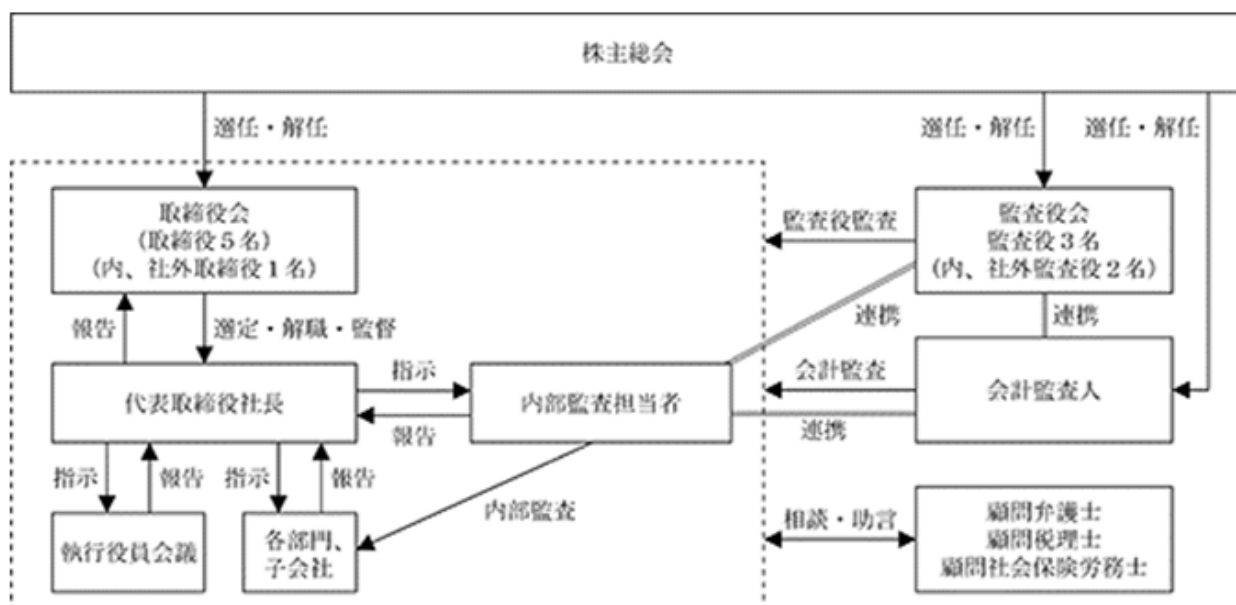 株主総会
選任・解任
選任・解任
選任・解任
取締役会
(取締役5名)
(内、社外取締役1名)
監査役監査
監査役会
監査役3名
(内、社外監査役2名)
報告
選定・解職・監督
連携
連携
代表取締役社長
指示
報告
内部監査担当者
会計監査
連携
会計監査人
指示
報告
指示
報告
内部監査
執行役員会議
各部門、
子会社
相談・助言
顧問弁護士
顧問税理士
顧問社会保険労務士